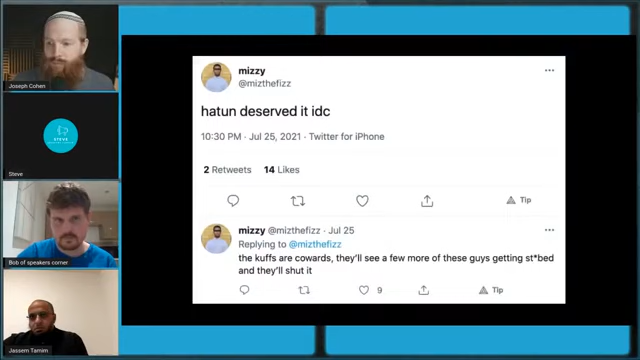 Joseph Cohen
STEVE
Steve
Bob of speakers corner
Jassem Tamim
mizzy
@mizthefizz
hatun deserved it idc
10:30 PM · Jul 25, 2021 · Twitter for iPhone
2 Retweets 14 Likes
Tip
mizzy @mizthefizz · Jul 25
Replying to @mizthefizz
the kuffs are cowards, they'll see a few more of these guys getting st*bed
and they'll shut it
9 Tip